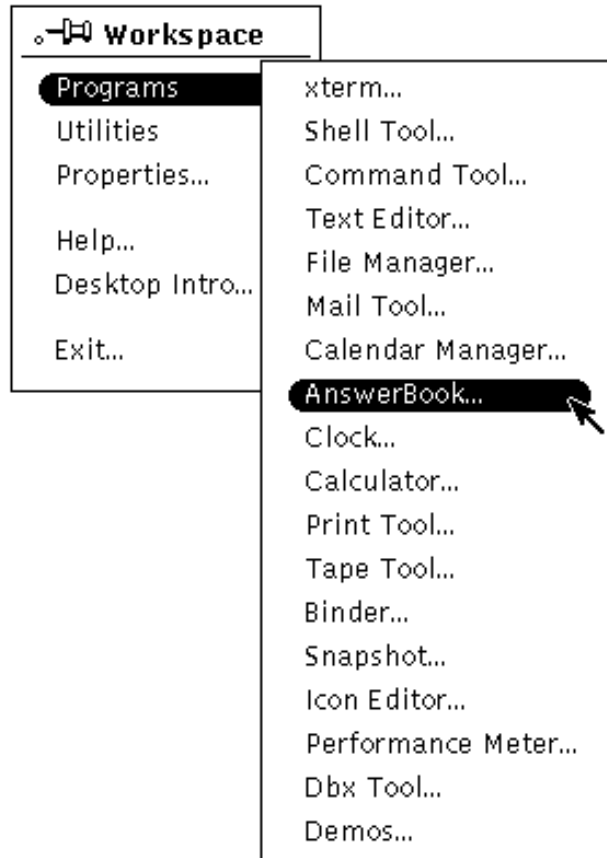 Workspace
Programs
Utilities
Properties...
Help...
Desktop Intro...
Exit...
xterm...
Shell Tool...
Command Tool...
Text Editor...
File Manager...
Mail Tool...
Calendar Manager...
AnswerBook...
Clock...
Calculator...
Print Tool...
Tape Tool...
Binder...
Snapshot...
Icon Editor...
Performance Meter...
Dbx Tool...
Demos...